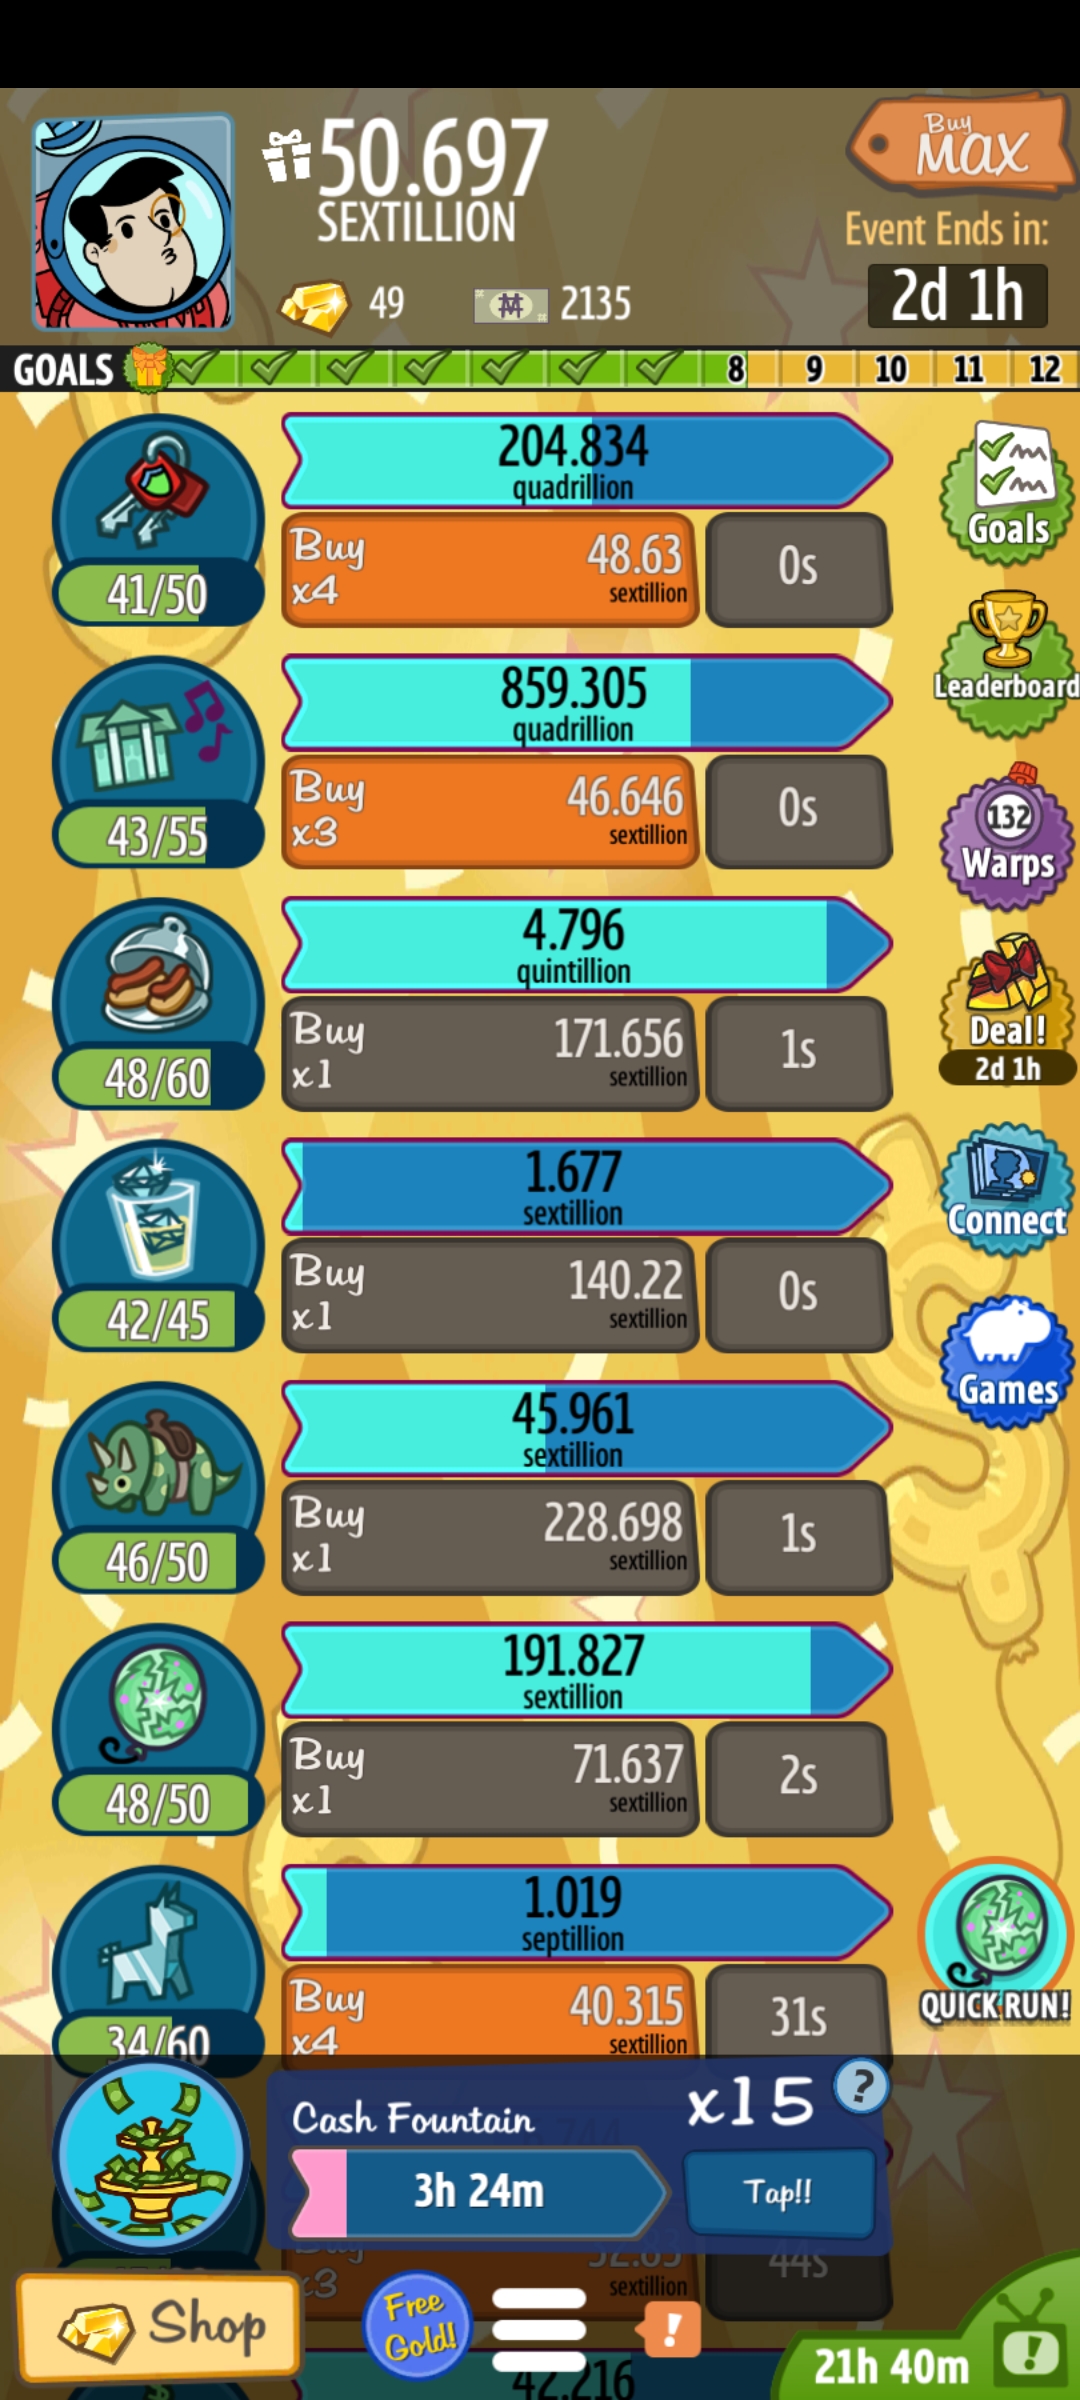 50.697
SEXTILLION
Buy
MAX
Event Ends in:
2d 1h
49
2135
GOALS
8 9 10 11 12
204.834
quadrillion
41/50
Buy
x4
48.63
sextillion
0s
Goals
Leaderboard
859.305
quadrillion
43/55
Buy
x3
46.646
sextillion
0s
132
Warps
4.796
quintillion
48/60
Buy
x1
171.656
sextillion
1s
Deal!
2d 1h
1.677
sextillion
42/45
Buy
x1
140.22
sextillion
0s
Connect
Games
45.961
sextillion
46/50
Buy
x1
228.698
sextillion
1s
191.827
sextillion
48/50
Buy
x1
71.637
sextillion
2s
1.019
septillion
34/60
Buy
x4
40.315
sextillion
31s
QUICK RUN!
Cash Fountain
x15
?
3h 24m
Tap!!
x3
sextillion
44s
Shop
Free
Gold!
!
21h 40m
!
42.216